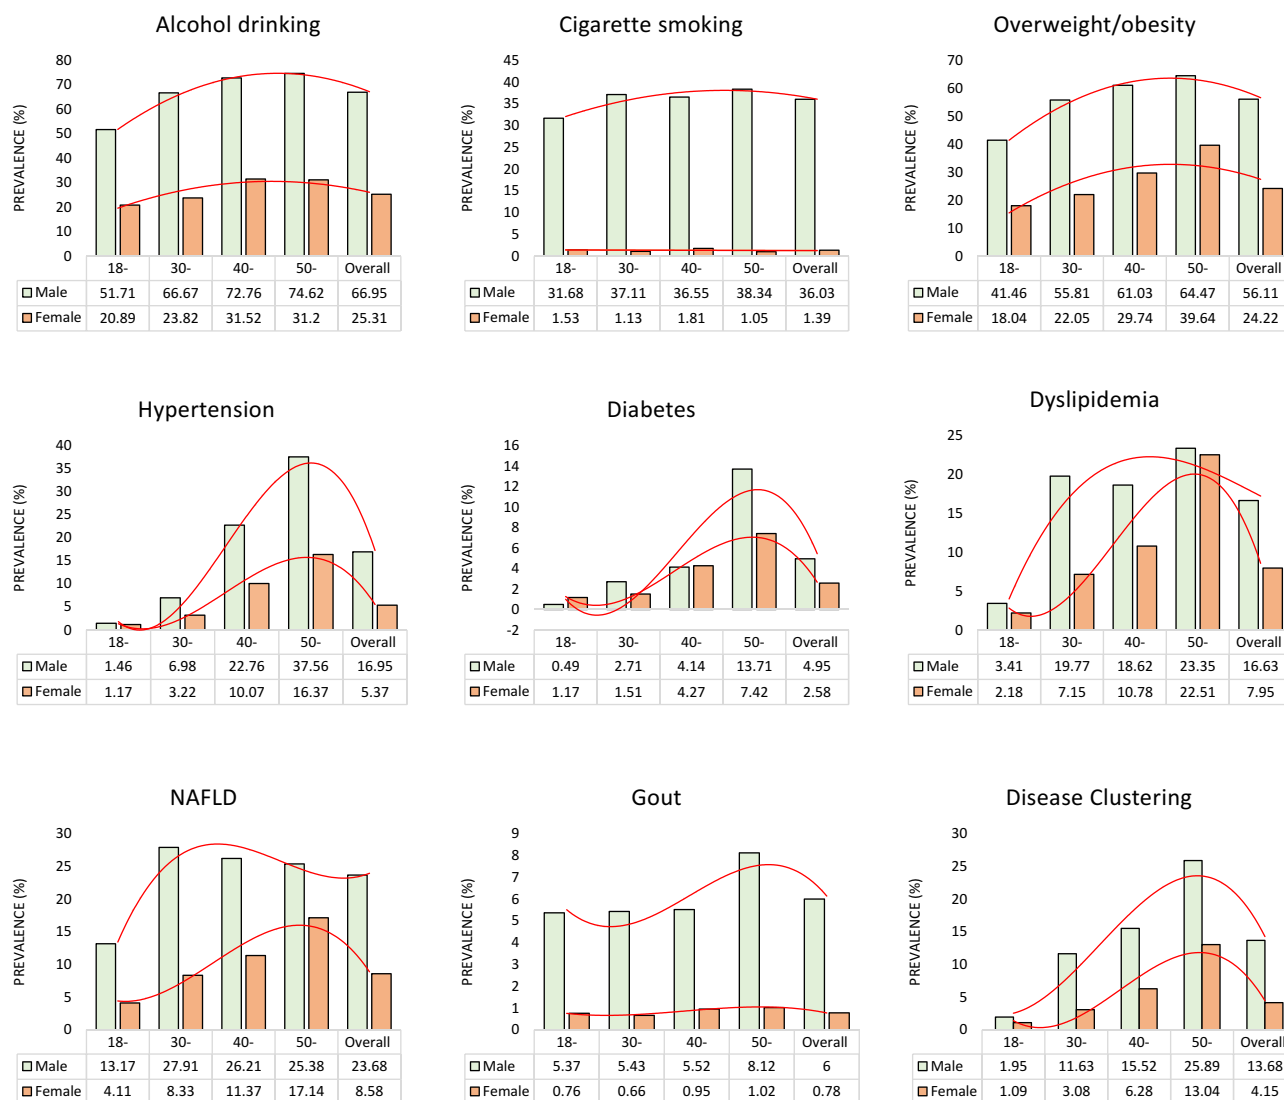 Alcohol drinking
PREVALENCE (%)
80
70
60
50
40
30
20
10
0
18- 30- 40- 50- Overall
Male 51.71 66.67 72.76 74.62 66.95
Female 20.89 23.82 31.52 31.2 25.31
Cigarette smoking
PREVALENCE (%)
45
40
35
30
25
20
15
10
5
0
18- 30- 40- 50- Overall
Male 31.68 37.11 36.55 38.34 36.03
Female 1.53 1.13 1.81 1.05 1.39
Overweight/obesity
PREVALENCE (%)
70
60
50
40
30
20
10
0
18- 30- 40- 50- Overall
Male 41.46 55.81 61.03 64.47 56.11
Female 18.04 22.05 29.74 39.64 24.22
Hypertension
PREVALENCE (%)
40
35
30
25
20
15
10
5
0
18- 30- 40- 50- Overall
Male 1.46 6.98 22.76 37.56 16.95
Female 1.17 3.22 10.07 16.37 5.37
Diabetes
PREVALENCE (%)
16
14
12
10
8
6
4
2
0
-2
18- 30- 40- 50- Overall
Male 0.49 2.71 4.14 13.71 4.95
Female 1.17 1.51 4.27 7.42 2.58
Dyslipidemia
PREVALENCE (%)
25
20
15
10
5
0
18- 30- 40- 50- Overall
Male 3.41 19.77 18.62 23.35 16.63
Female 2.18 7.15 10.78 22.51 7.95
NAFLD
PREVALENCE (%)
30
25
20
15
10
5
0
18- 30- 40- 50- Overall
Male 13.17 27.91 26.21 25.38 23.68
Female 4.11 8.33 11.37 17.14 8.58
Gout
PREVALENCE (%)
9
8
7
6
5
4
3
2
1
0
18- 30- 40- 50- Overall
Male 5.37 5.43 5.52 8.12 6
Female 0.76 0.66 0.95 1.02 0.78
Disease Clustering
PREVALENCE (%)
30
25
20
15
10
5
0
18- 30- 40- 50- Overall
Male 1.95 11.63 15.52 25.89 13.68
Female 1.09 3.08 6.28 13.04 4.15